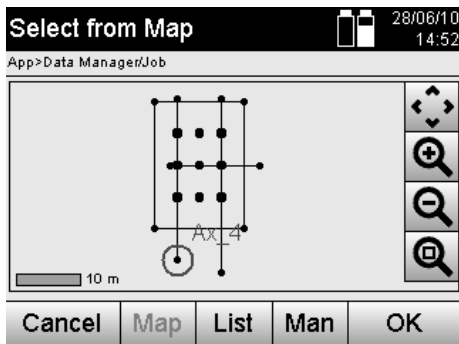 Select from Map
28/06/10
14:52
App>Data Manager/Job
Ax_4
10 m
Cancel
Map
List
Man
OK